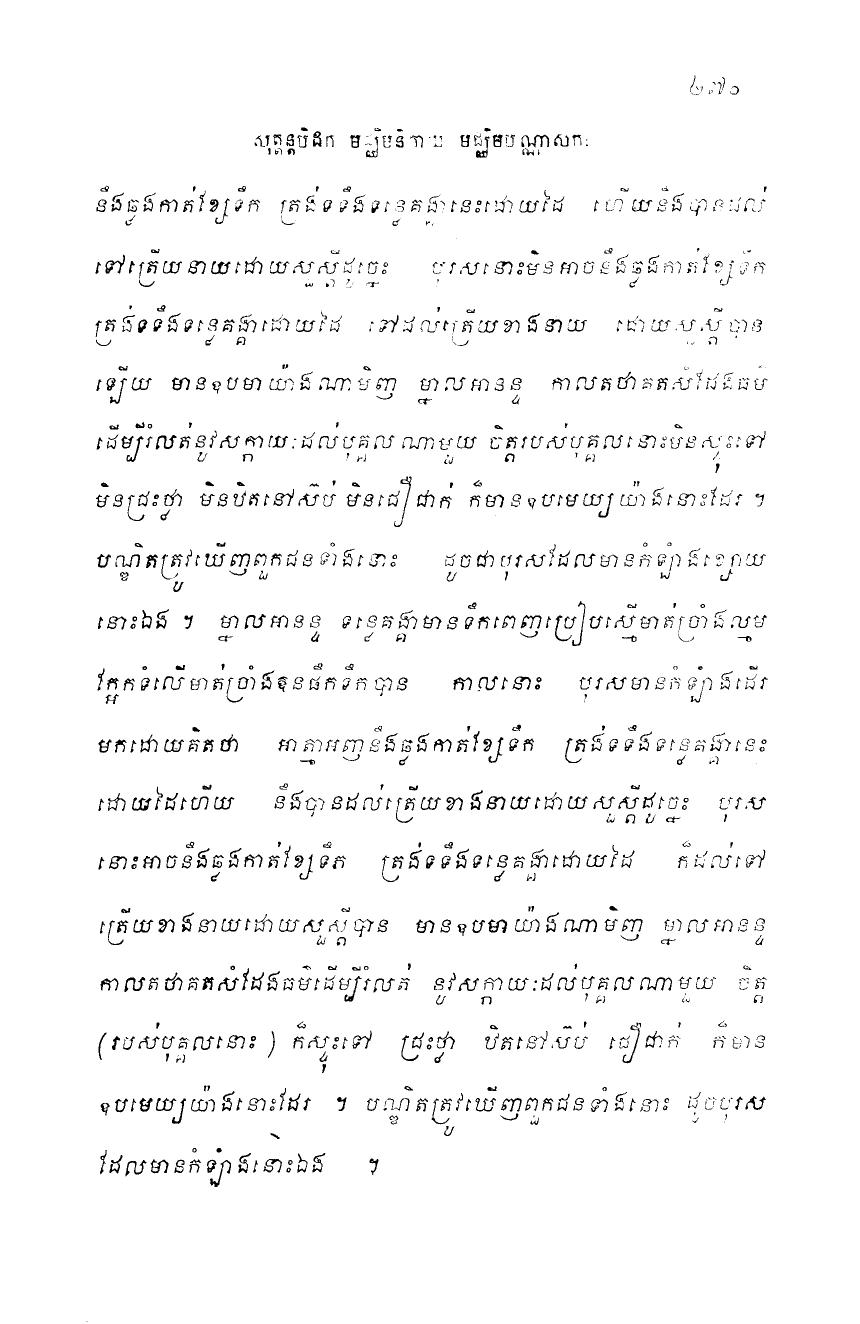 ២៧១
សុត្តន្តបិដក មជ្ឈិមនិកាយ មជ្ឈិមបណ្ណាសកៈ
នឹងឆ្លងកាត់ខ្សែទឹក ត្រង់ទទឹងទន្លេគង្គានេះដោយដៃ ហើយនឹងបានដល់
ទៅត្រើយនាយដោយសួស្តីដូច្នេះ បុរសនោះមិនអាចនឹងឆ្លងកាត់ខ្សែទឹក
ត្រង់ទទឹងទន្លេគង្គាដោយដៃ ទៅដល់ត្រើយខាងនាយ ដោយសួស្តីបាន
ឡើយ មានឧបមាយ៉ាងណាមិញ ម្នាលអានន្ទ កាលតថាគតសំដែងធម៌
ដើម្បីរំលត់នូវសក្កាយៈដល់បុគ្គលណាមួយ ចិត្តរបស់បុគ្គលនោះមិនស្ទុះទៅ
មិនជ្រះថ្លា មិនឋិតនៅស៊ប់ មិនជឿជាក់ ក៏មានឧបមេយ្យយ៉ាងនោះដែរ ។
បណ្ឌិតត្រូវឃើញពួកជនទាំងនោះ ដូចជាបុរសដែលមានកំឡាំងខ្សោយ
នោះឯង ។ ម្នាលអានន្ទ ទន្លេគង្គាមានទឹកពេញប្រៀបស្មើមាត់ច្រាំងល្មម
ក្អែកទំលើមាត់ច្រាំងឱនផឹកទឹកបាន កាលនោះ បុរសមានកំឡាំងដើរ
មកដោយគិតថា អាត្មាអញនឹងឆ្លងកាត់ខ្សែទឹក ត្រង់ទទឹងទន្លេគង្គានេះ
ដោយដៃហើយ នឹងបានដល់ត្រើយខាងនាយដោយសួស្តីដូច្នេះ បុរស
នោះអាចនឹងឆ្លងកាត់ខ្សែទឹក ត្រង់ទទឹងទន្លេគង្គាដោយដៃ ក៏ដល់ទៅ
ត្រើយខាងនាយដោយសួស្តីបាន មានឧបមាយ៉ាងណាមិញ ម្នាលអានន្ទ
កាលតថាគតសំដែងធម៌ដើម្បីរំលត់ នូវសក្កាយៈដល់បុគ្គលណាមួយ ចិត្ត
(របស់បុគ្គលនោះ) ក៏ស្ទុះទៅ ជ្រះថ្លា ឋិតនៅស៊ប់ ជឿជាក់ ក៏មាន
ឧបមេយ្យយ៉ាងនោះដែរ ។ បណ្ឌិតត្រូវឃើញពួកជនទាំងនោះ ដូចបុរស
ដែលមានកំឡាំងនោះឯង ។